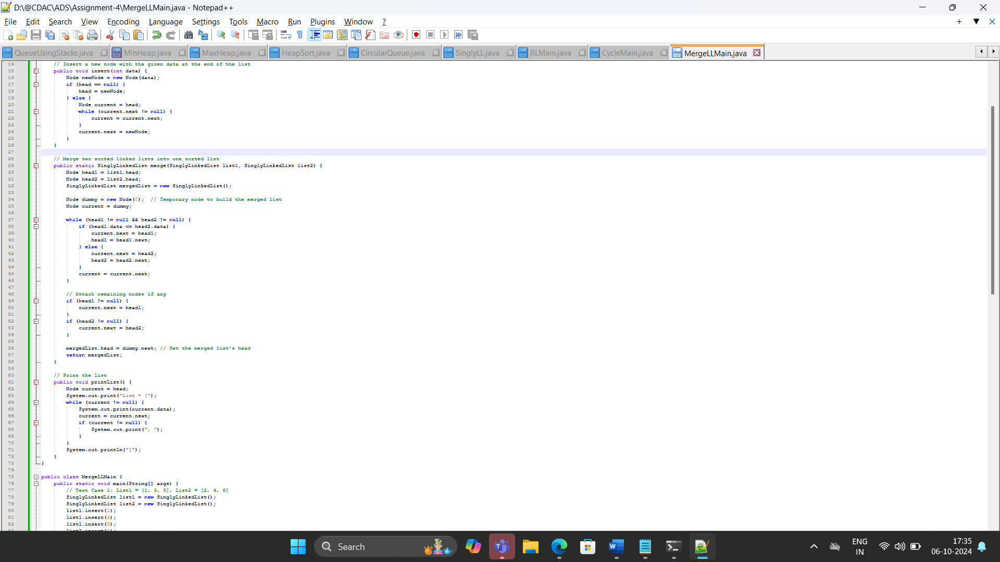 D:\@CDAC\ADS\Assignment-4\MergeLLMain.java - Notepad++
File Edit Search View Encoding Language Settings Tools Macro Run Plugins Window ?
QueueUsingStacks.java MinHeap.java MaxHeap.java HeapSort.java CircularQueue.java SinglyLL.java RLMain.java CycleMain.java MergeLLMain.java
14 // Insert a new node with the given data at the end of the list
15 public void insert(int data) {
16 Node newNode = new Node(data);
17 if (head == null) {
18 head = newNode;
19 } else {
20 Node current = head;
21 while (current.next != null) {
22 current = current.next;
23 }
24 current.next = newNode;
25 }
26 }
27
28 // Merge two sorted linked lists into one sorted list
29 public static SinglyLinkedList merge(SinglyLinkedList list1, SinglyLinkedList list2) {
30 Node head1 = list1.head;
31 Node head2 = list2.head;
32 SinglyLinkedList mergedList = new SinglyLinkedList();
33
34 Node dummy = new Node(0); // Temporary node to build the merged list
35 Node current = dummy;
36
37 while (head1 != null && head2 != null) {
38 if (head1.data <= head2.data) {
39 current.next = head1;
40 head1 = head1.next;
41 } else {
42 current.next = head2;
43 head2 = head2.next;
44 }
45 current = current.next;
46 }
47
48 // Attach remaining nodes if any
49 if (head1 != null) {
50 current.next = head1;
51 }
52 if (head2 != null) {
53 current.next = head2;
54 }
55
56 mergedList.head = dummy.next; // Set the merged list's head
57 return mergedList;
58 }
59
60 // Print the list
61 public void printList() {
62 Node current = head;
63 System.out.print("List = [");
64 while (current != null) {
65 System.out.print(current.data);
66 current = current.next;
67 if (current != null) {
68 System.out.print(", ");
69 }
70 }
71 System.out.println("]");
72 }
73 }
74
75 public class MergeLLMain {
76 public static void main(String[] args) {
77 // Test Case 1: List1 = [1, 3, 5], List2 = [2, 4, 6]
78 SinglyLinkedList list1 = new SinglyLinkedList();
79 SinglyLinkedList list2 = new SinglyLinkedList();
80 list1.insert(1);
81 list1.insert(3);
82 list1.insert(5);
Search
ENG
IN
17:35
06-10-2024